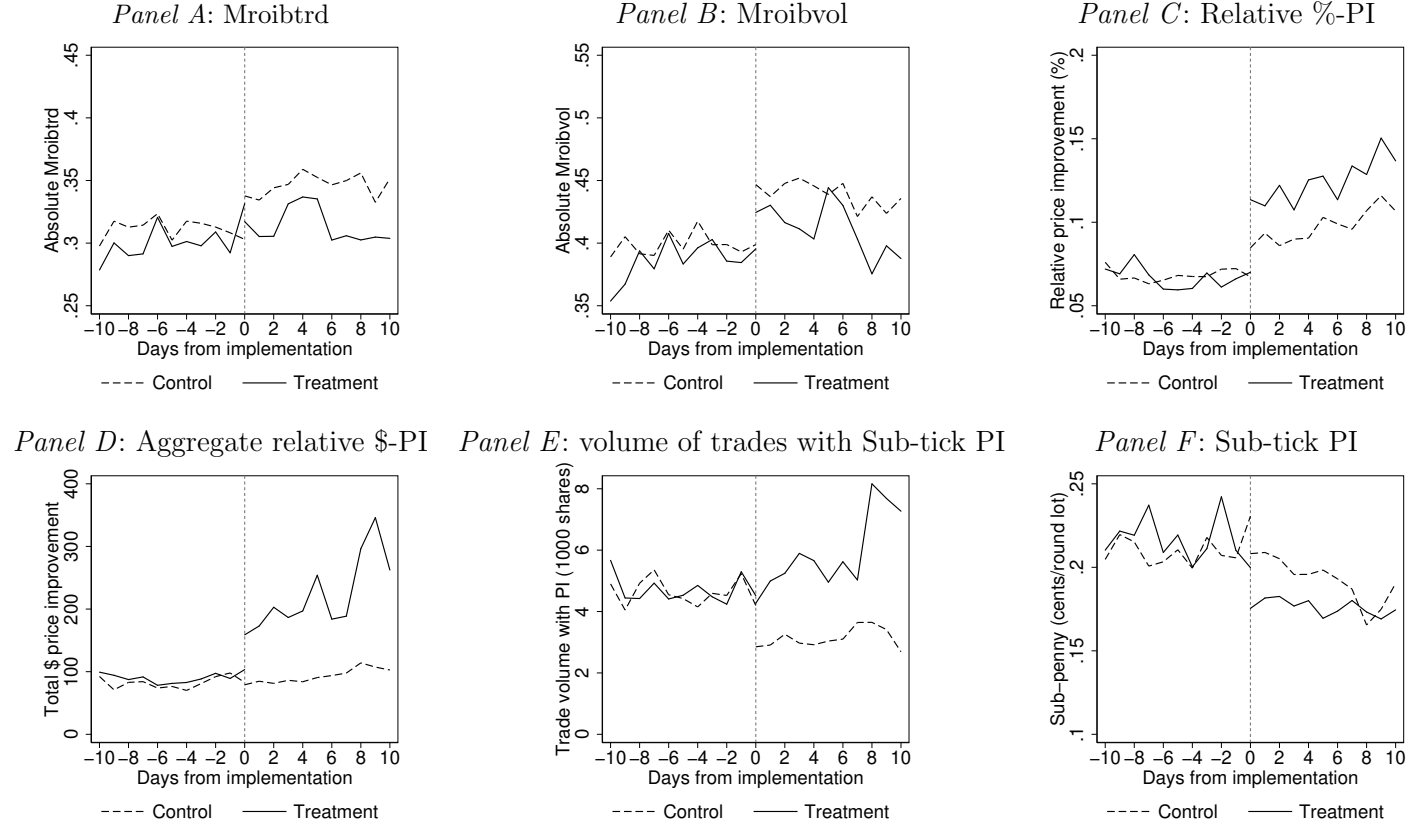 Panel A: Mroibtrd
Absolute Mroibtrd
.45
.4
.35
.3
.25
−10 −8 −6 −4 −2 0 2 4 6 8 10
Days from implementation
Control Treatment
Panel B: Mroibvol
Absolute Mroibvol
.55
.5
.45
.4
.35
−10 −8 −6 −4 −2 0 2 4 6 8 10
Days from implementation
Control Treatment
Panel C: Relative %-PI
Relative price improvement (%)
.2
.15
.1
.05
−10 −8 −6 −4 −2 0 2 4 6 8 10
Days from implementation
Control Treatment
Panel D: Aggregate relative $-PI
Total $ price improvement
400
300
200
100
0
−10 −8 −6 −4 −2 0 2 4 6 8 10
Days from implementation
Control Treatment
Panel E: volume of trades with Sub-tick PI
Trade volume with PI (1000 shares)
8
6
4
2
0
−10 −8 −6 −4 −2 0 2 4 6 8 10
Days from implementation
Control Treatment
Panel F: Sub-tick PI
Sub−penny (cents/round lot)
.25
.2
.15
.1
−10 −8 −6 −4 −2 0 2 4 6 8 10
Days from implementation
Control Treatment